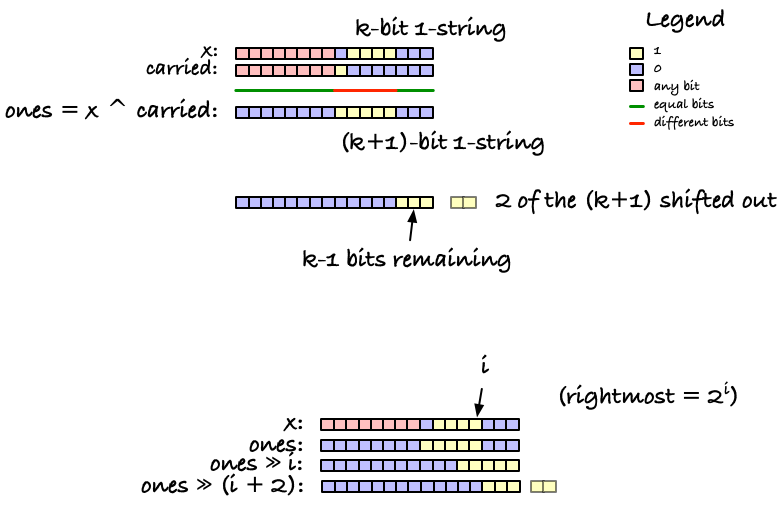 k-bit 1-string
Legend
x:
1
carried:
0
any bit
equal bits
ones = x ^ carried:
different bits
(k+1)-bit 1-string
2 of the (k+1) shifted out
k-1 bits remaining
i
(rightmost = 2^i)
x:
ones:
ones >> i:
ones >> (i + 2):